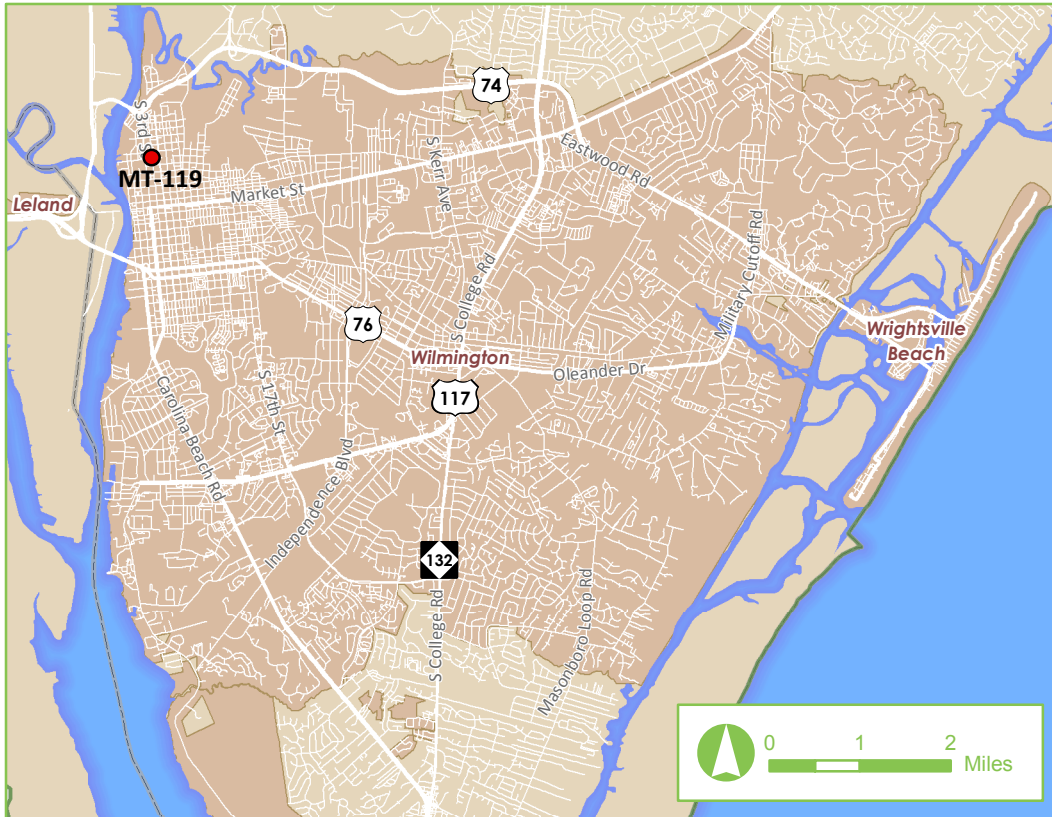 74
S 3rd St
MT-119
S Kerr Ave
Eastwood Rd
Market St
Leland
Military Cutoff Rd
S College Rd
76
Wrightsville
Beach
Wilmington
Oleander Dr
117
S 17th St
Carolina Beach Rd
Independence Blvd
132
Masonboro Loop Rd
S College Rd
0 1 2
Miles